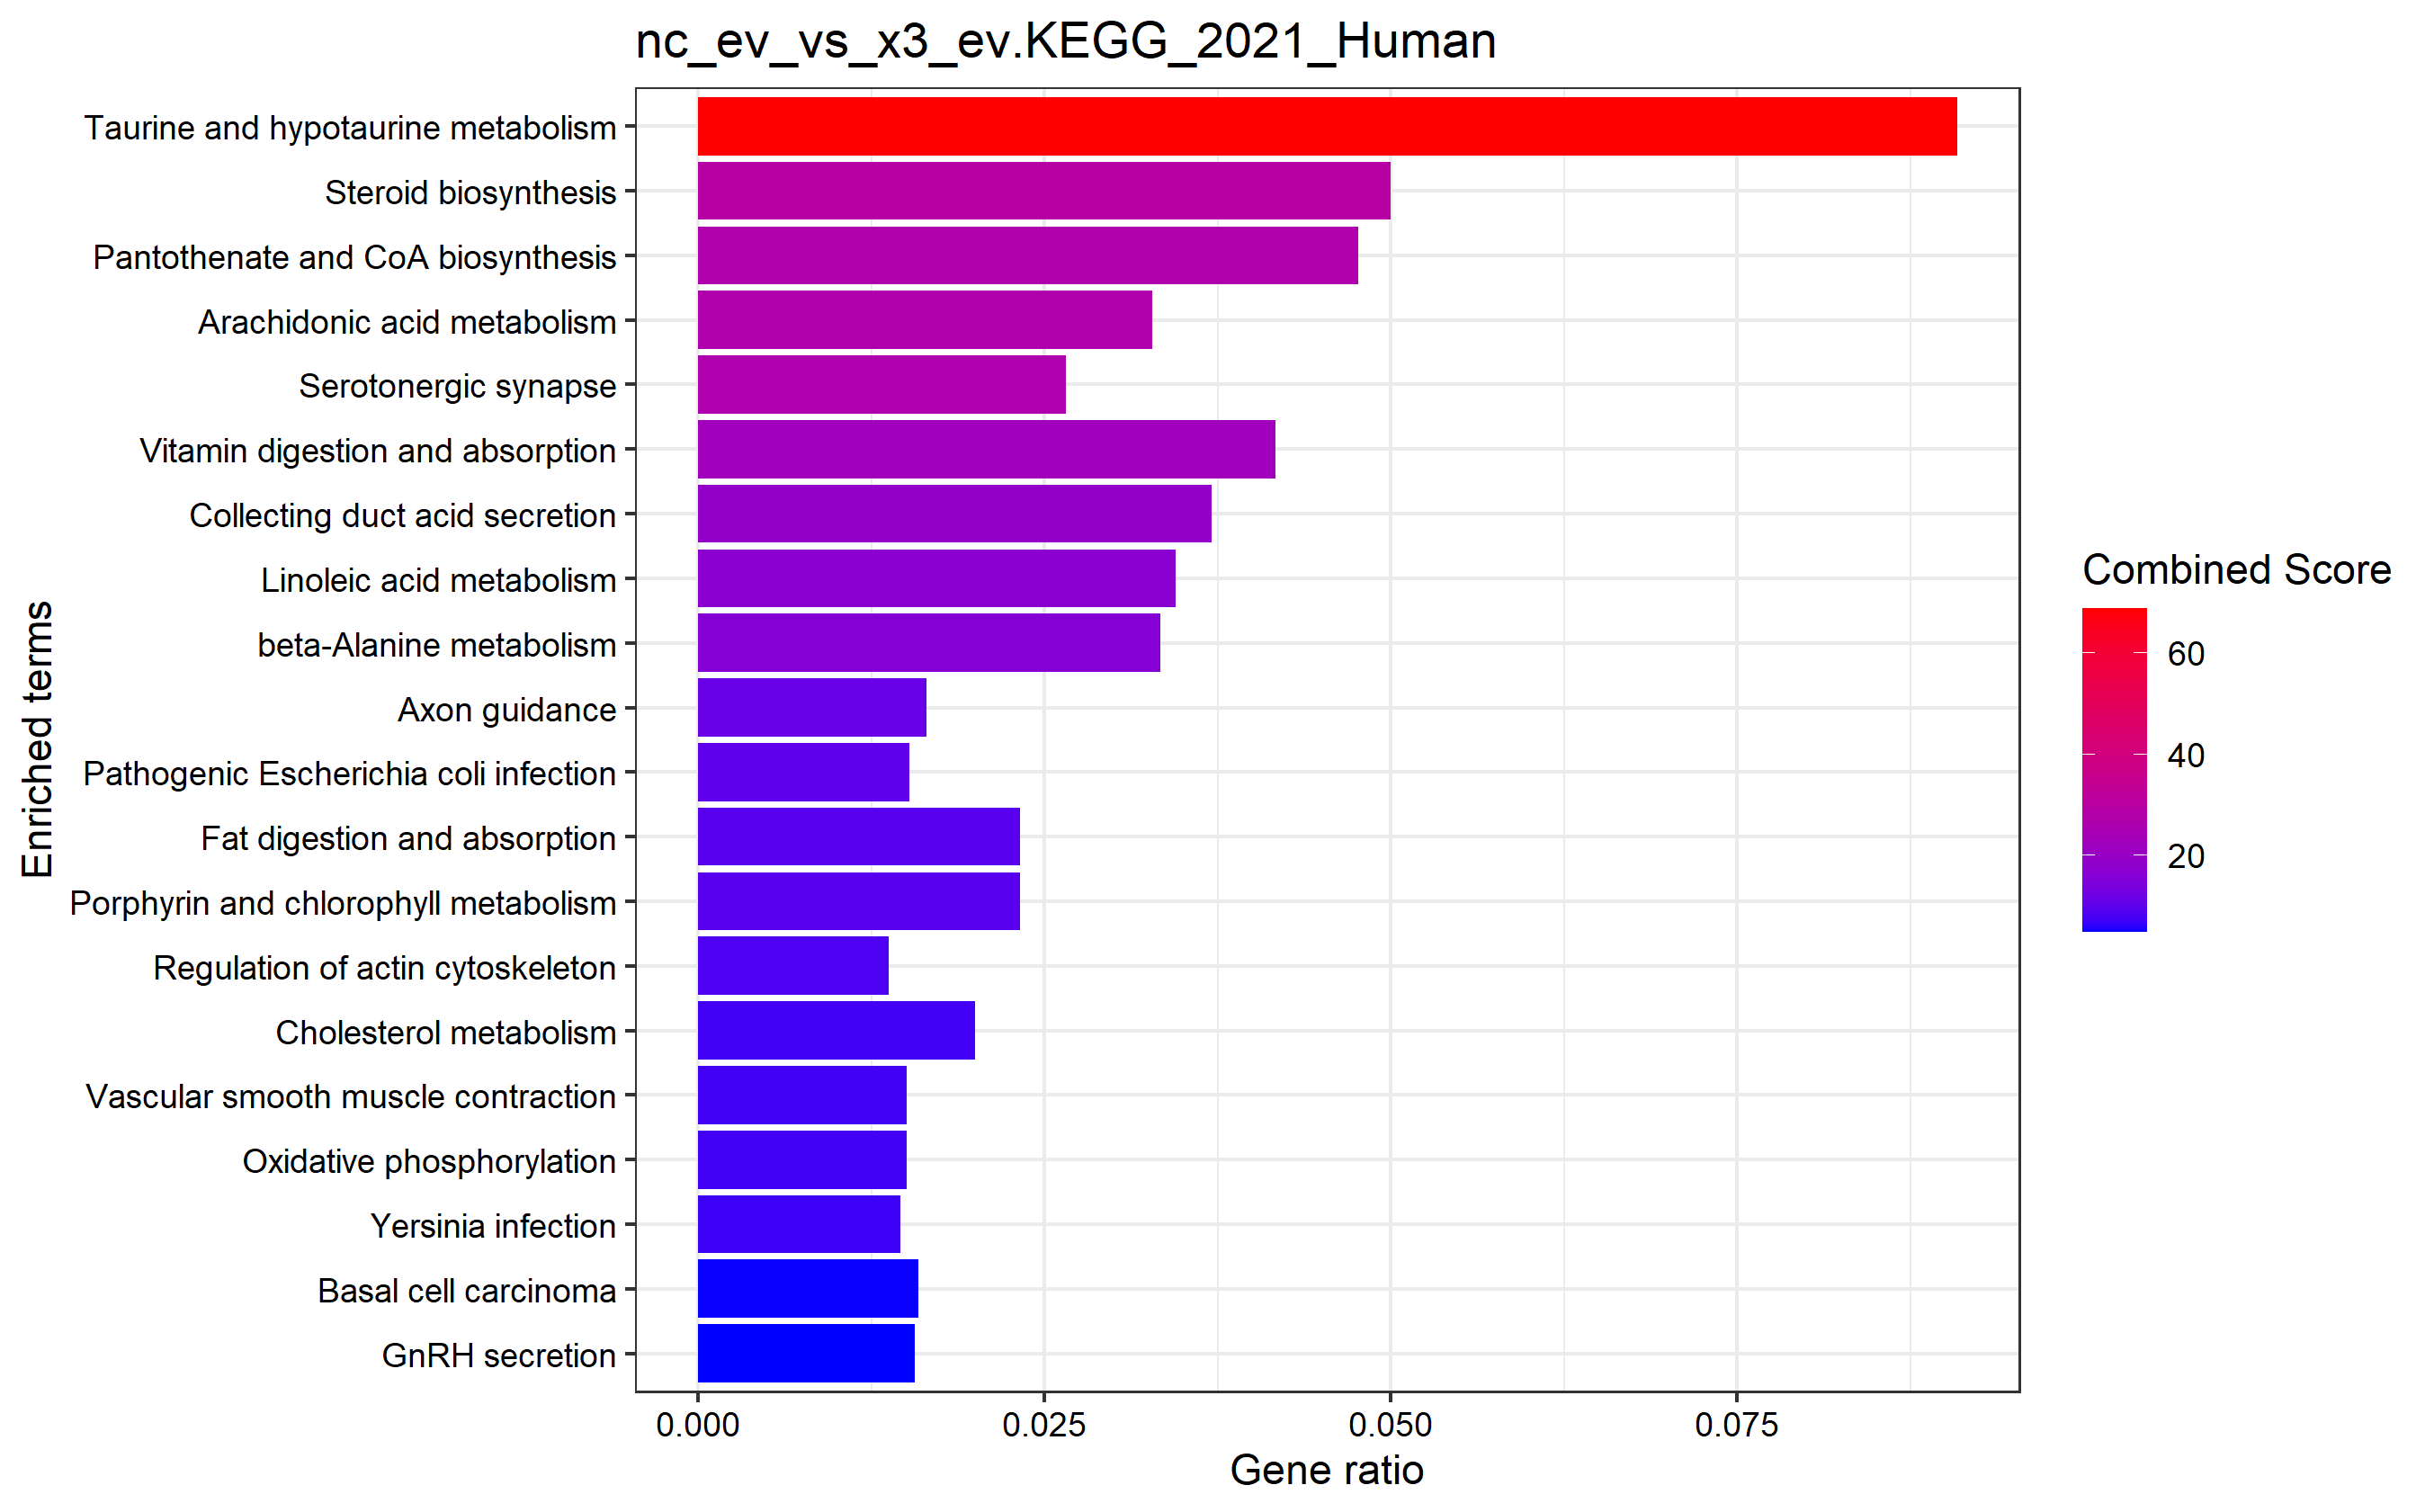 nc_ev_vs_x3_ev.KEGG_2021_Human
Enriched terms
Taurine and hypotaurine metabolism
Steroid biosynthesis
Pantothenate and CoA biosynthesis
Arachidonic acid metabolism
Serotonergic synapse
Vitamin digestion and absorption
Collecting duct acid secretion
Linoleic acid metabolism
beta-Alanine metabolism
Axon guidance
Pathogenic Escherichia coli infection
Fat digestion and absorption
Porphyrin and chlorophyll metabolism
Regulation of actin cytoskeleton
Cholesterol metabolism
Vascular smooth muscle contraction
Oxidative phosphorylation
Yersinia infection
Basal cell carcinoma
GnRH secretion
0.000 0.025 0.050 0.075
Gene ratio
Combined Score
60
40
20